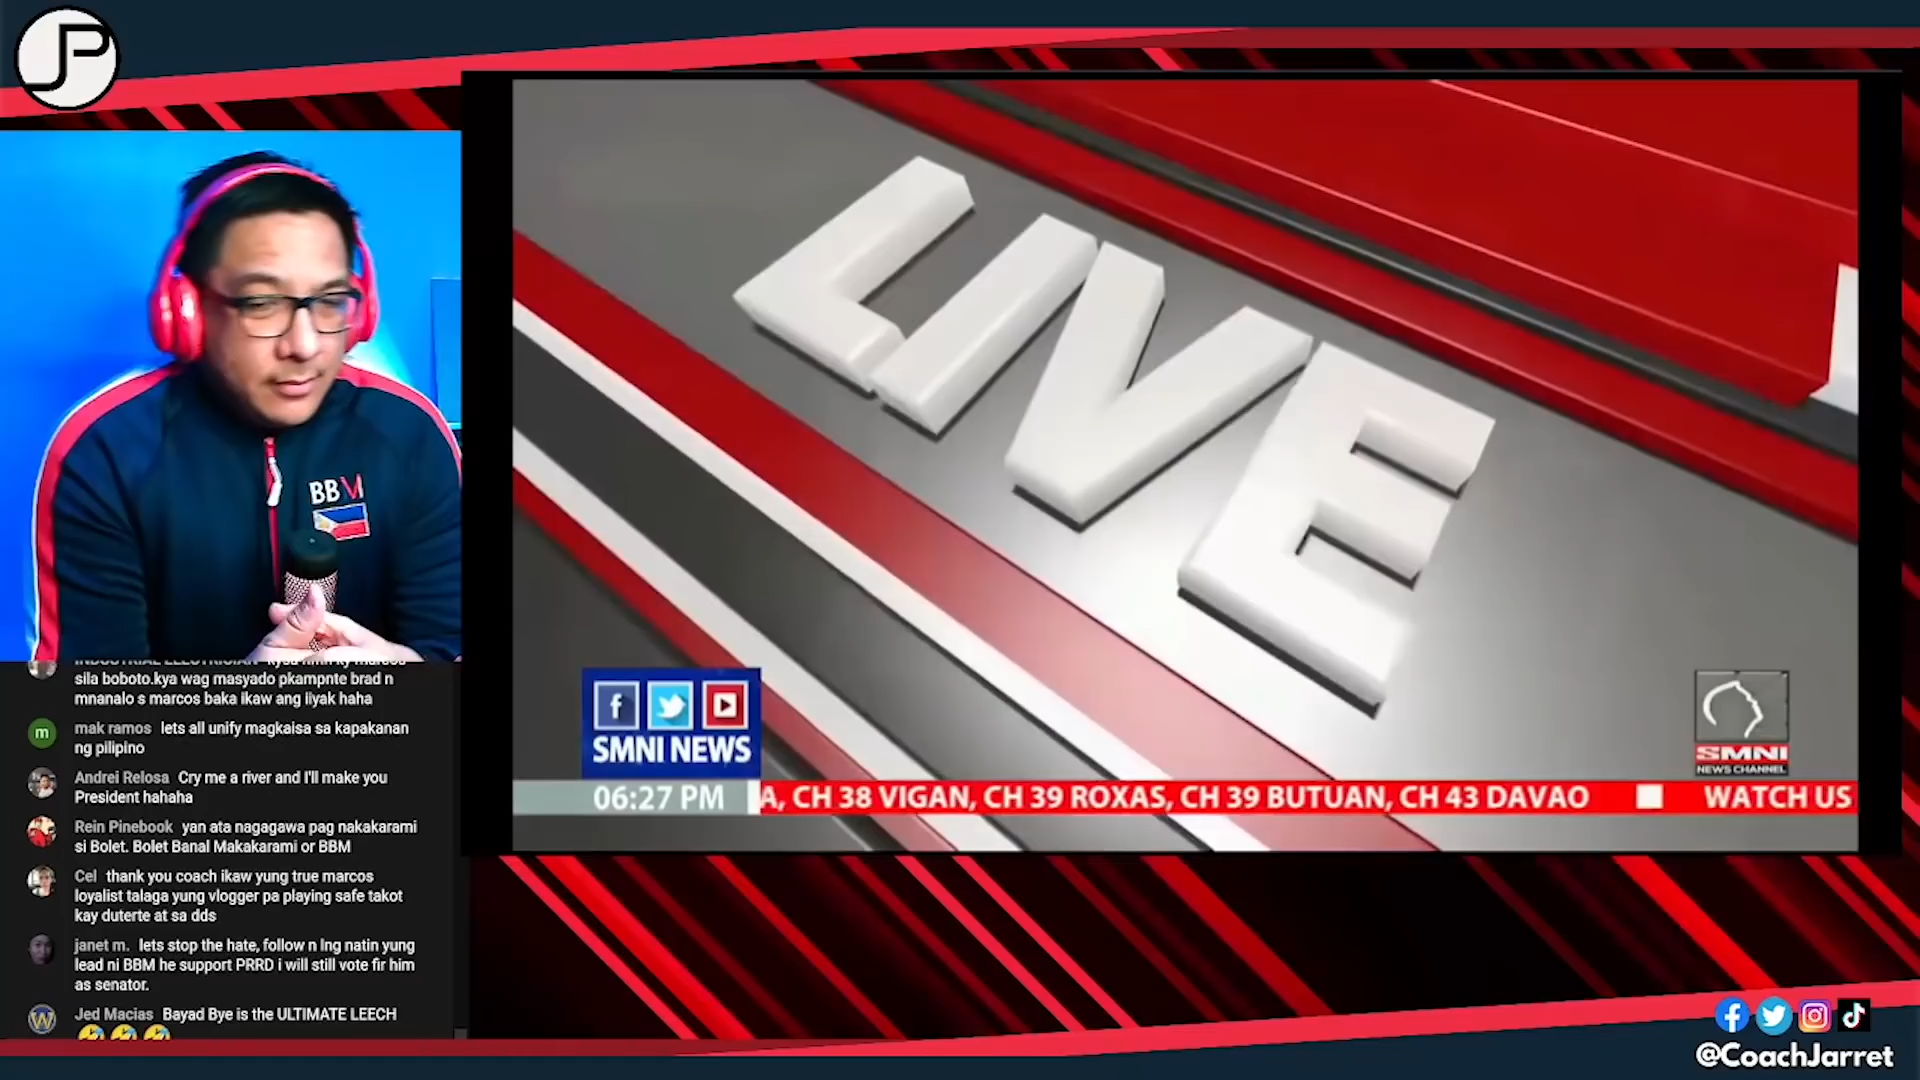 JP
LIVE
BBM
SMNI NEWS
06:27 PM
A, CH 38 VIGAN, CH 39 ROXAS, CH 39 BUTUAN, CH 43 DAVAO
WATCH US
SMNI
NEWS CHANNEL
sila boboto.kya wag masyado pkampnte brad n
mnanalo s marcos baka ikaw ang iiyak haha
m
mak ramos lets all unify magkaisa sa kapakanan
ng pilipino
Andrei Relosa Cry me a river and I'll make you
President hahaha
Rein Pinebook yan ata nagagawa pag nakakarami
si Bolet. Bolet Banal Makakarami or BBM
Cel thank you coach ikaw yung true marcos
loyalist talaga yung vlogger pa playing safe takot
kay duterte at sa dds
janet m. lets stop the hate, follow n lng natin yung
lead ni BBM he support PRRD i will still vote fir him
as senator.
Jed Macias Bayad Bye is the ULTIMATE LEECH
@CoachJarret